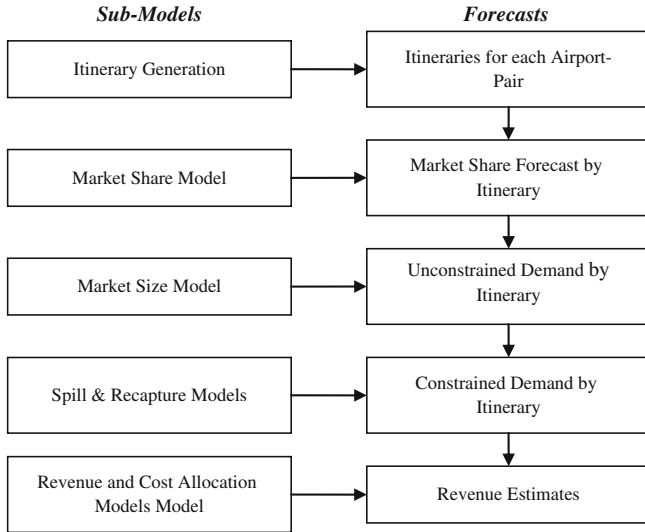 Sub-Models
Forecasts
Itinerary Generation
Itineraries for each Airport-
Pair
Market Share Model
Market Share Forecast by
Itinerary
Market Size Model
Unconstrained Demand by
Itinerary
Spill & Recapture Models
Constrained Demand by
Itinerary
Revenue and Cost Allocation
Models Model
Revenue Estimates